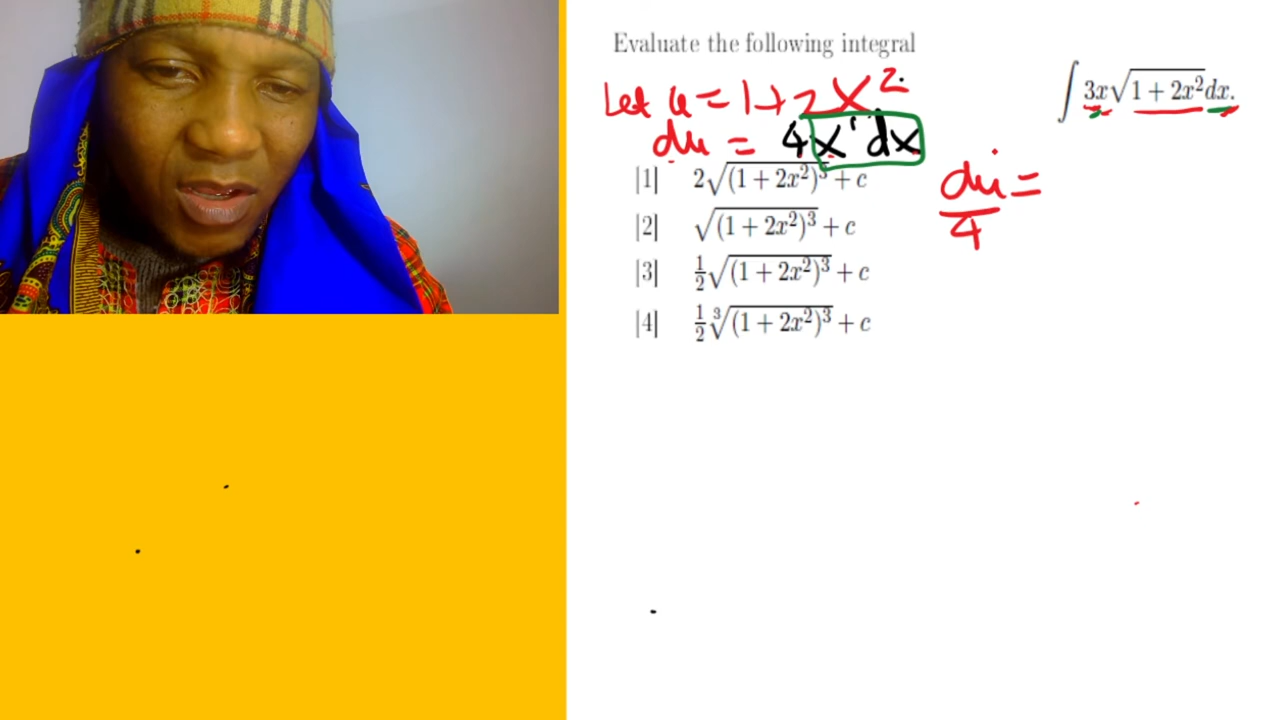 Evaluate the following integral
∫ 3x√(1 + 2x²)dx.
Let u = 1 + 2x²
du = 4x¹ dx
du/4 =
|1| 2√((1 + 2x²)³) + c
|2| √((1 + 2x²)³) + c
|3| ½√((1 + 2x²)³) + c
|4| ½∛((1 + 2x²)³) + c